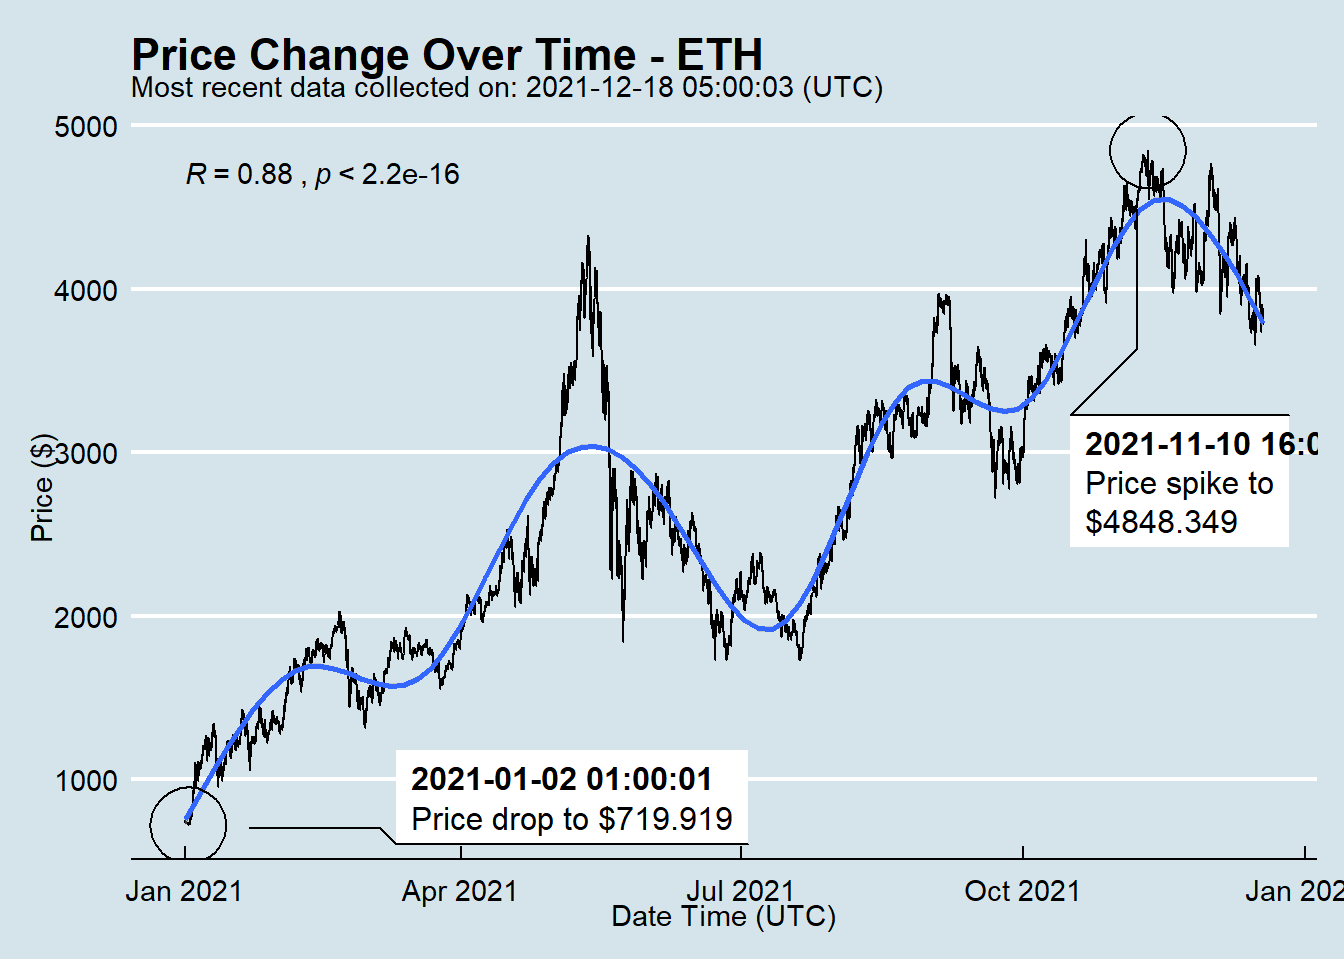 Price Change Over Time - ETH
Most recent data collected on: 2021-12-18 05:00:03 (UTC)
R = 0.88 , p < 2.2e-16
5000
4000
3000
2000
1000
Price ($)
2021-11-10 16:0
Price spike to
$4848.349
2021-01-02 01:00:01
Price drop to $719.919
Jan 2021
Apr 2021
Jul 2021
Oct 2021
Jan 202
Date Time (UTC)